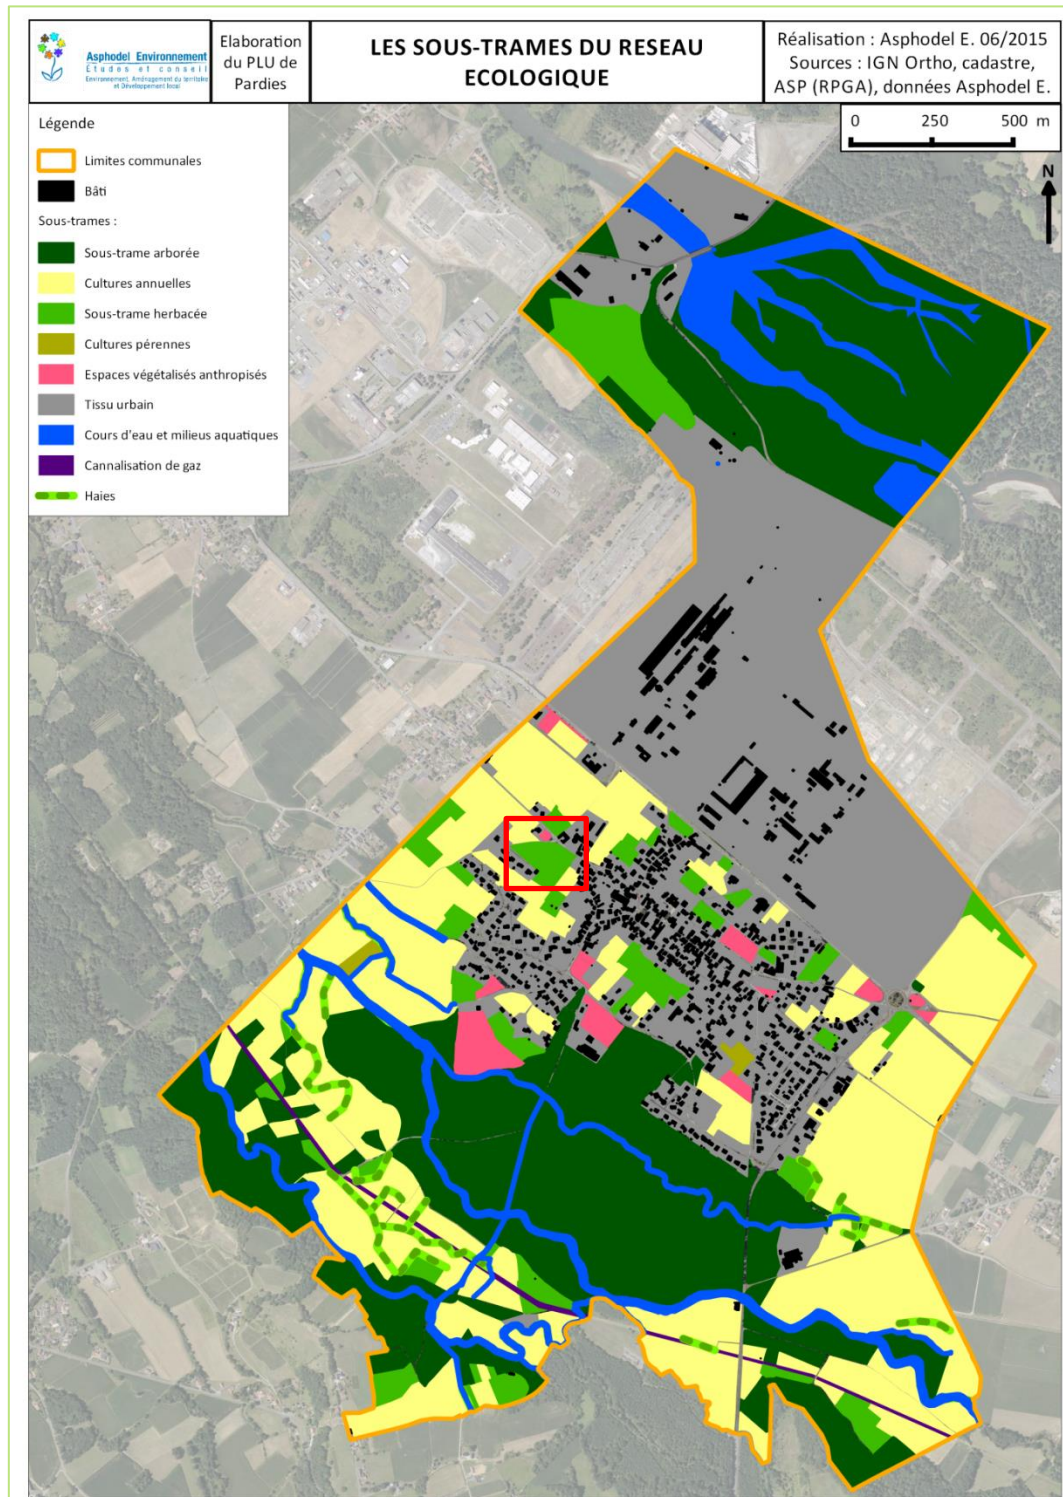 Asphodel Environnement
Études et conseil
Environnement, Aménagement du territoire
et Développement local
Elaboration
du PLU de
Pardies
LES SOUS-TRAMES DU RESEAU
ECOLOGIQUE
Réalisation : Asphodel E. 06/2015
Sources : IGN Ortho, cadastre,
ASP (RPGA), données Asphodel E.
0 250 500 m
N
Légende
Limites communales
Bâti
Sous-trames :
Sous-trame arborée
Cultures annuelles
Sous-trame herbacée
Cultures pérennes
Espaces végétalisés anthropisés
Tissu urbain
Cours d'eau et milieus aquatiques
Cannalisation de gaz
Haies